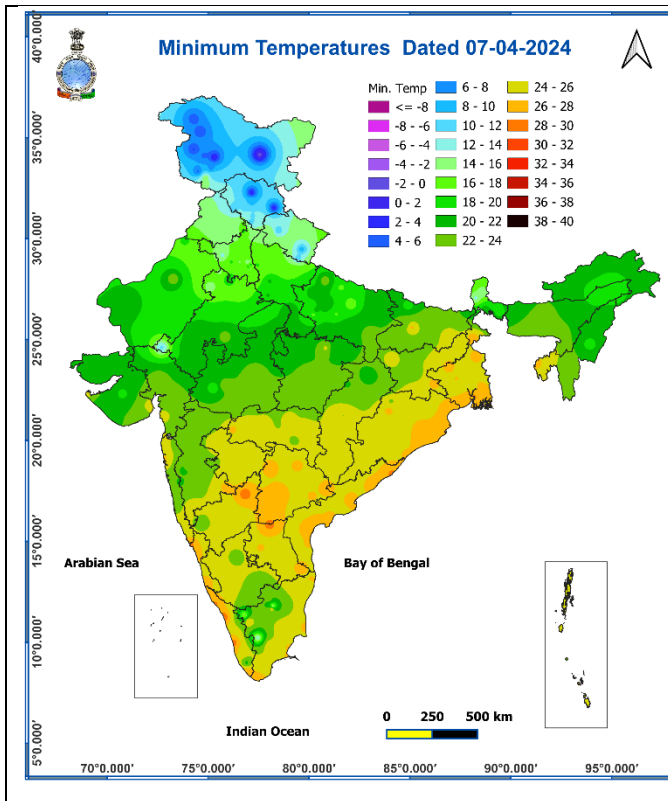 Minimum Temperatures Dated 07-04-2024
Min. Temp
<= -8
-8 - -6
-6 - -4
-4 - -2
-2 - 0
0 - 2
2 - 4
4 - 6
6 - 8
8 - 10
10 - 12
12 - 14
14 - 16
16 - 18
18 - 20
20 - 22
22 - 24
24 - 26
26 - 28
28 - 30
30 - 32
32 - 34
34 - 36
36 - 38
38 - 40
40°0.000'
35°0.000'
30°0.000'
25°0.000'
20°0.000'
15°0.000'
10°0.000'
5°0.000'
Arabian Sea
Bay of Bengal
Indian Ocean
0 250 500 km
70°0.000' 75°0.000' 80°0.000' 85°0.000' 90°0.000' 95°0.000'